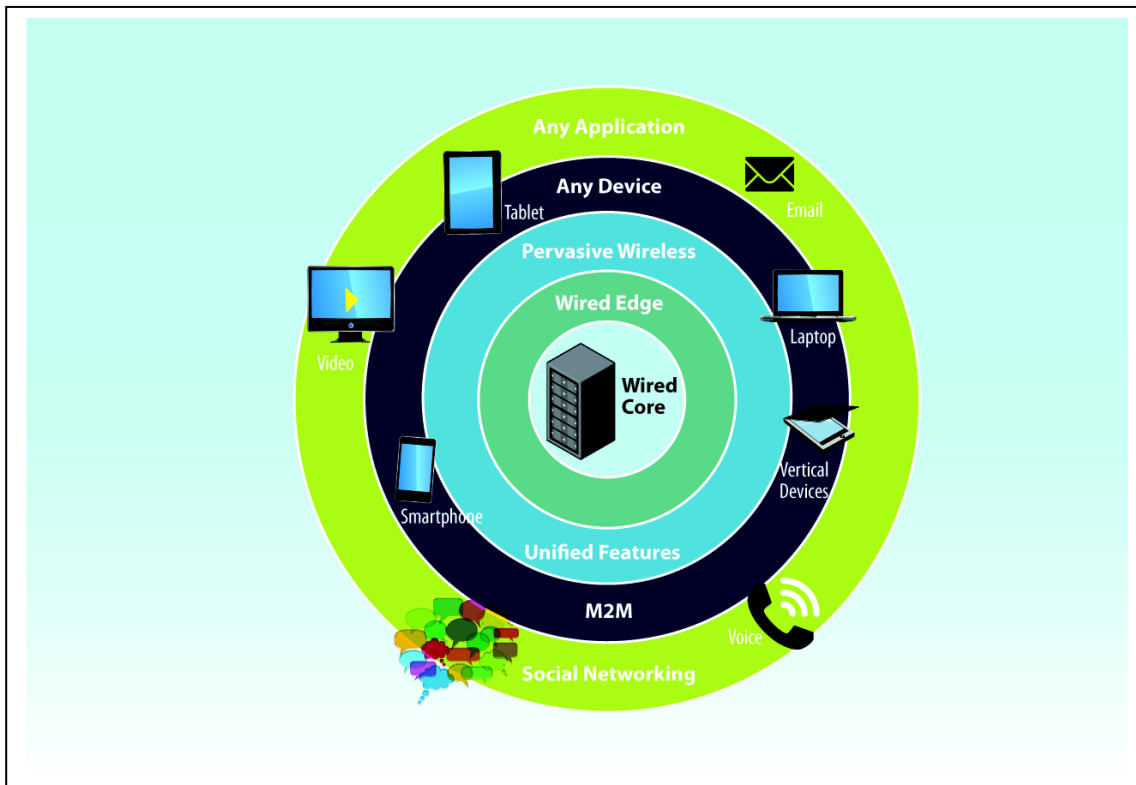 Any Application
Any Device
Tablet
Email
Pervasive Wireless
Wired Edge
Laptop
Video
Wired
Core
Vertical
Devices
Smartphone
Unified Features
M2M
Voice
Social Networking